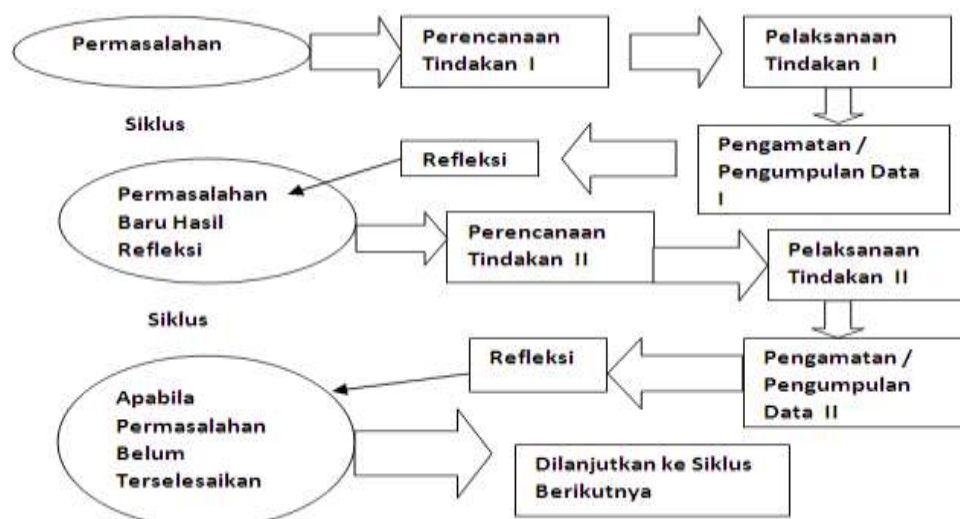 Permasalahan
Perencanaan
Tindakan I
Pelaksanaan
Tindakan I
Siklus
Pengamatan /
Pengumpulan Data
I
Refleksi
Permasalahan
Baru Hasil
Refleksi
Perencanaan
Tindakan II
Pelaksanaan
Tindakan II
Siklus
Pengamatan /
Pengumpulan
Data II
Refleksi
Apabila
Permasalahan
Belum
Terselesaikan
Dilanjutkan ke Siklus
Berikutnya